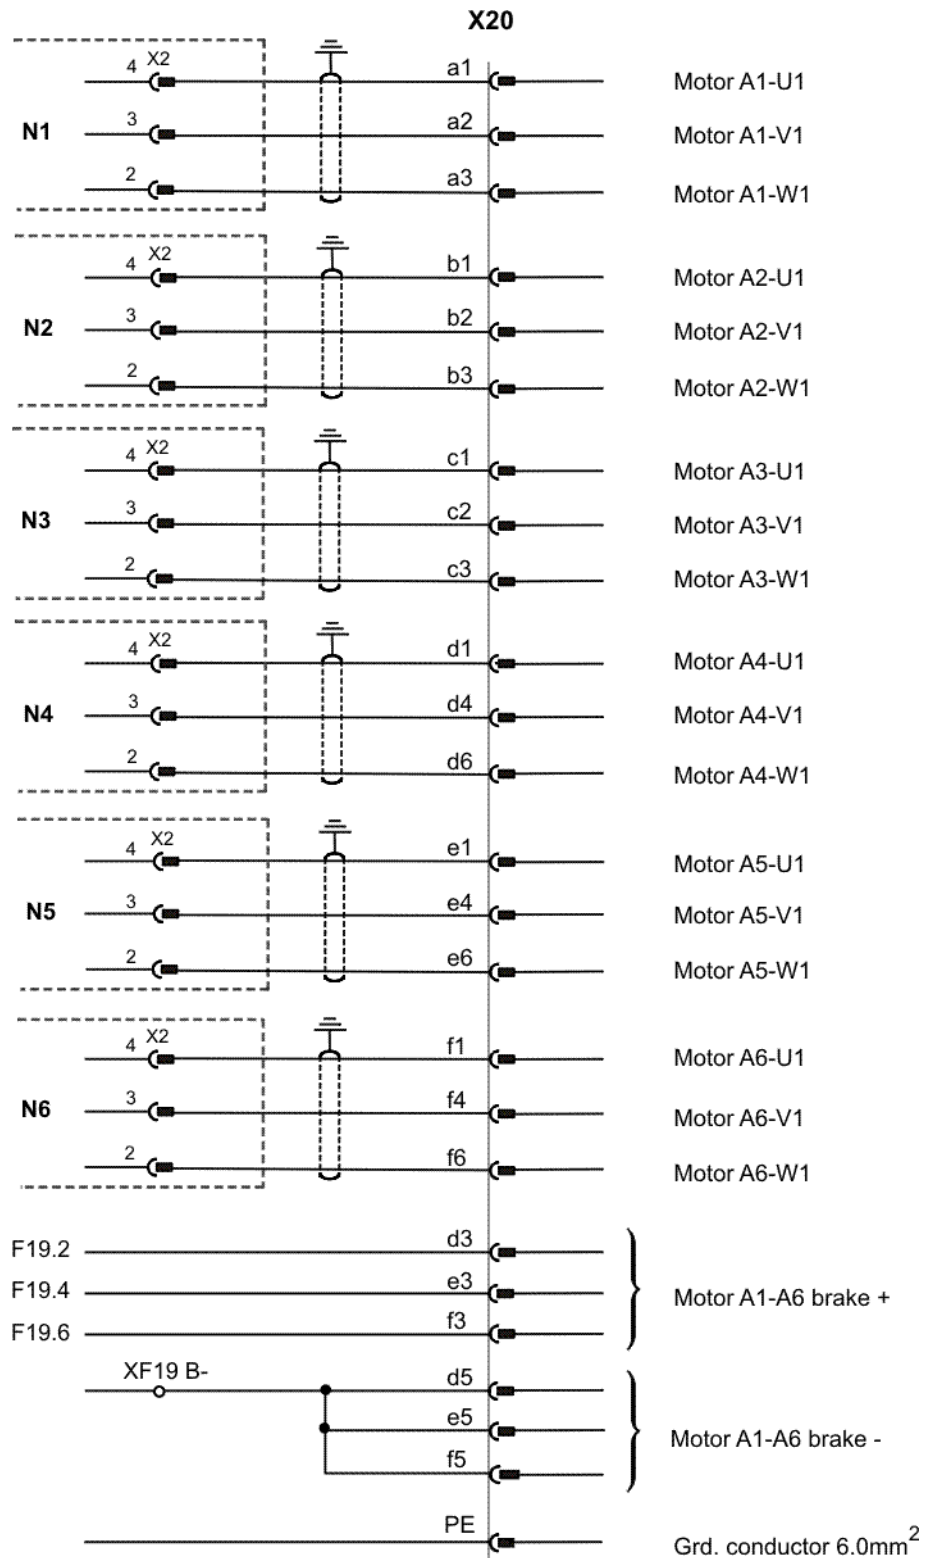 X20
4 X2 a1 Motor A1-U1
N1 3 a2 Motor A1-V1
2 a3 Motor A1-W1
4 X2 b1 Motor A2-U1
N2 3 b2 Motor A2-V1
2 b3 Motor A2-W1
4 X2 c1 Motor A3-U1
N3 3 c2 Motor A3-V1
2 c3 Motor A3-W1
4 X2 d1 Motor A4-U1
N4 3 d4 Motor A4-V1
2 d6 Motor A4-W1
4 X2 e1 Motor A5-U1
N5 3 e4 Motor A5-V1
2 e6 Motor A5-W1
4 X2 f1 Motor A6-U1
N6 3 f4 Motor A6-V1
2 f6 Motor A6-W1
F19.2 d3
F19.4 e3 Motor A1-A6 brake +
F19.6 f3
XF19 B- d5
e5 Motor A1-A6 brake -
f5
PE Grd. conductor 6.0mm²